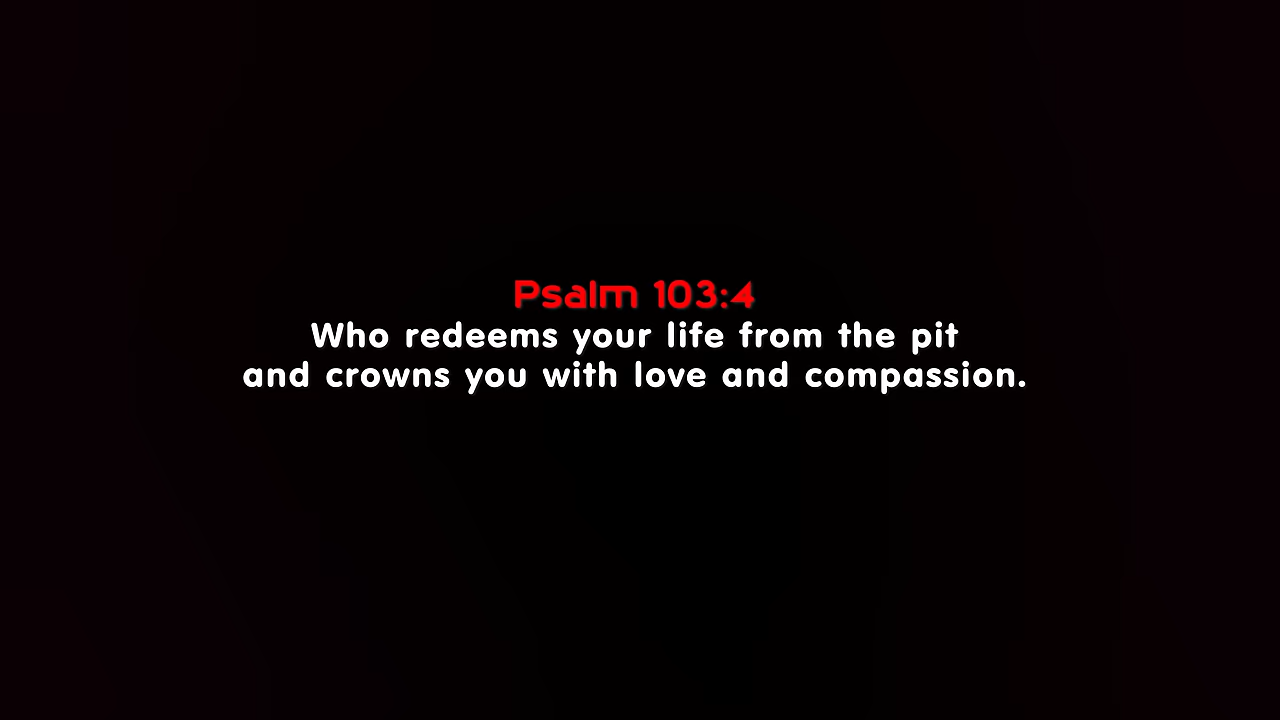 Psalm 103:4
Who redeems your life from the pit
and crowns you with love and compassion.